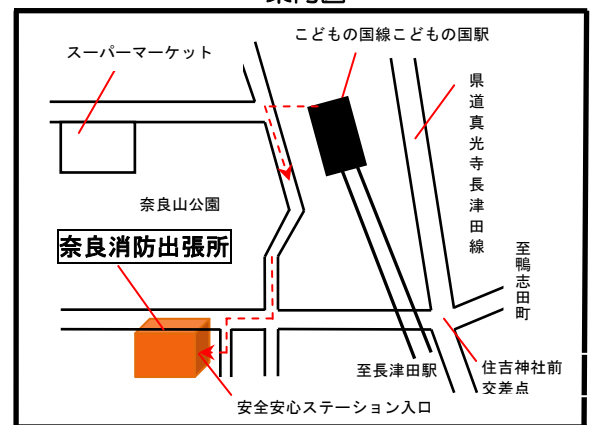 スーパーマーケット
こどもの国線こどもの国駅
県道真光寺長津田線
奈良山公園
奈良消防出張所
至鴨志田町
至長津田駅
住吉神社前
交差点
安全安心ステーション入口